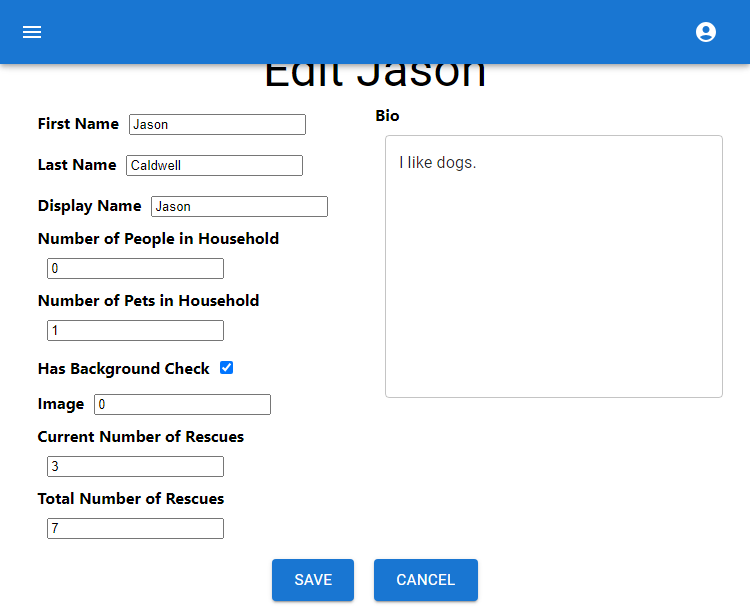 Edit Jason
First Name Jason
Last Name Caldwell
Display Name Jason
Number of People in Household
0
Number of Pets in Household
1
Has Background Check
Image 0
Current Number of Rescues
3
Total Number of Rescues
7
Bio
I like dogs.
SAVE CANCEL